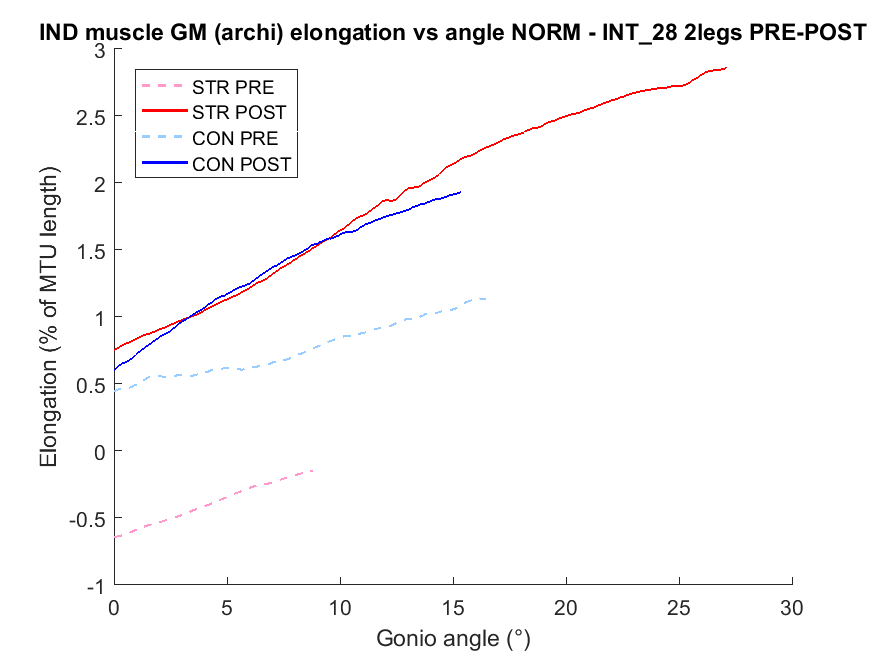 IND muscle GM (archi) elongation vs angle NORM - INT_28 2legs PRE-POST
STR PRE
STR POST
CON PRE
CON POST
Elongation (% of MTU length)
3
2.5
2
1.5
1
0.5
0
-0.5
-1
0 5 10 15 20 25 30
Gonio angle (°)